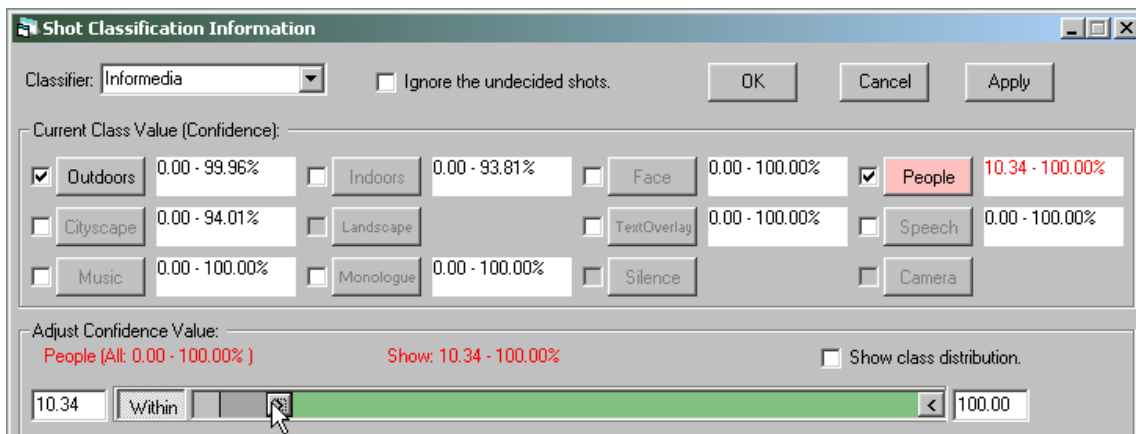 Shot Classification Information
Classifier: Informedia Ignore the undecided shots. OK Cancel Apply
Current Class Value (Confidence):
Outdoors 0.00 - 99.96% Indoors 0.00 - 93.81% Face 0.00 - 100.00% People 10.34 - 100.00%
Cityscape 0.00 - 94.01% Landscape TextOverlay 0.00 - 100.00% Speech 0.00 - 100.00%
Music 0.00 - 100.00% Monologue 0.00 - 100.00% Silence Camera
Adjust Confidence Value:
People (All: 0.00 - 100.00% ) Show: 10.34 - 100.00% Show class distribution.
10.34 Within < 100.00